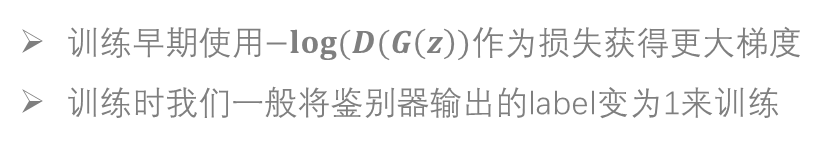 ➢ 训练早期使用−log(D(G(z))作为损失获得更大梯度
➢ 训练时我们一般将鉴别器输出的label变为1来训练